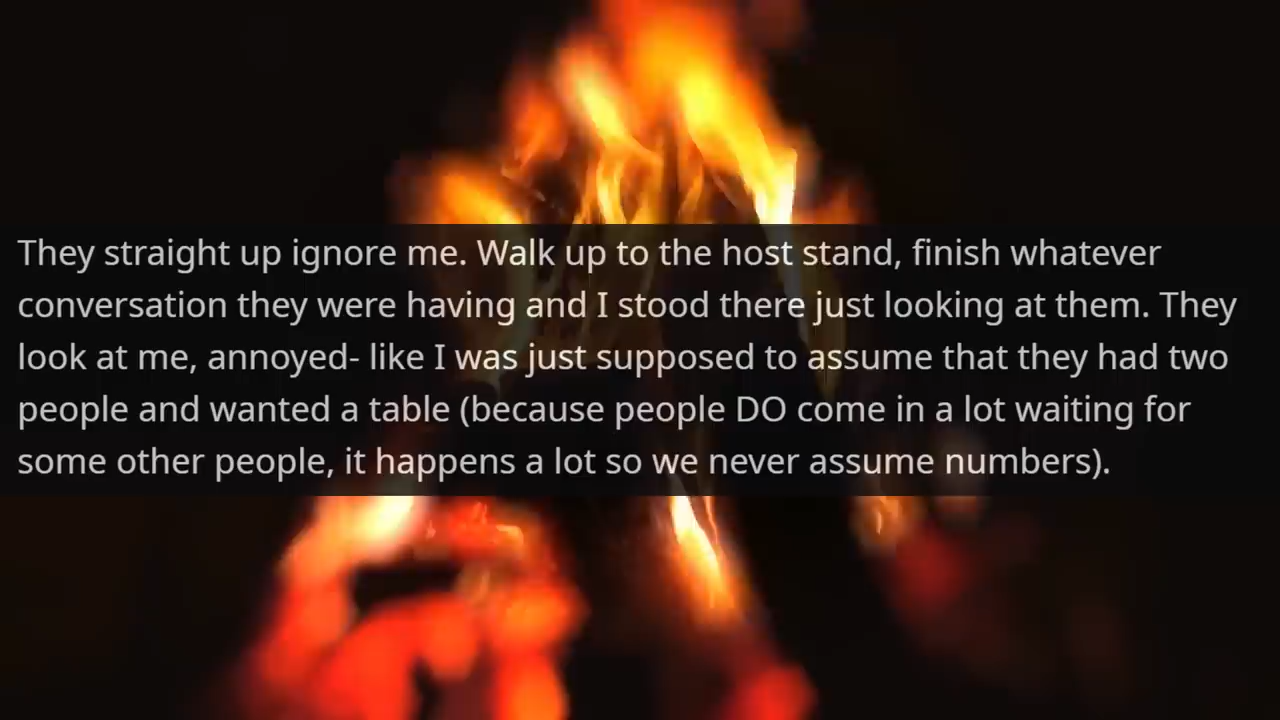 They straight up ignore me. Walk up to the host stand, finish whatever
conversation they were having and I stood there just looking at them. They
look at me, annoyed- like I was just supposed to assume that they had two
people and wanted a table (because people DO come in a lot waiting for
some other people, it happens a lot so we never assume numbers).